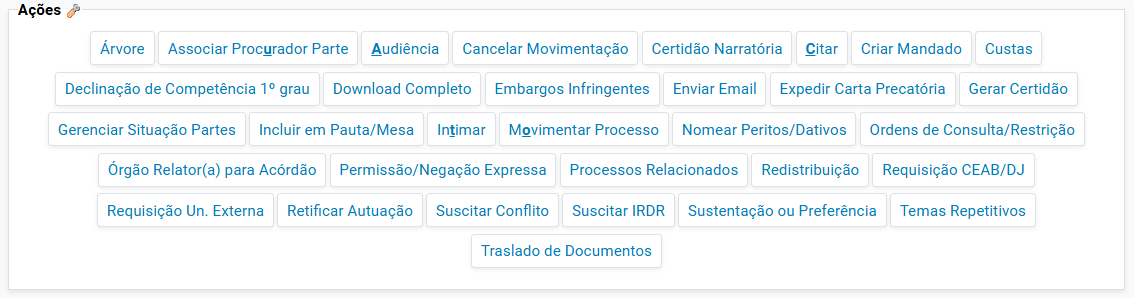 Ações
Árvore Associar Procurador Parte Audiência Cancelar Movimentação Certidão Narratória Citar Criar Mandado Custas
Declinação de Competência 1º grau Download Completo Embargos Infringentes Enviar Email Expedir Carta Precatória Gerar Certidão
Gerenciar Situação Partes Incluir em Pauta/Mesa Intimar Movimentar Processo Nomear Peritos/Dativos Ordens de Consulta/Restrição
Órgão Relator(a) para Acórdão Permissão/Negação Expressa Processos Relacionados Redistribuição Requisição CEAB/DJ
Requisição Un. Externa Retificar Autuação Suscitar Conflito Suscitar IRDR Sustentação ou Preferência Temas Repetitivos
Traslado de Documentos